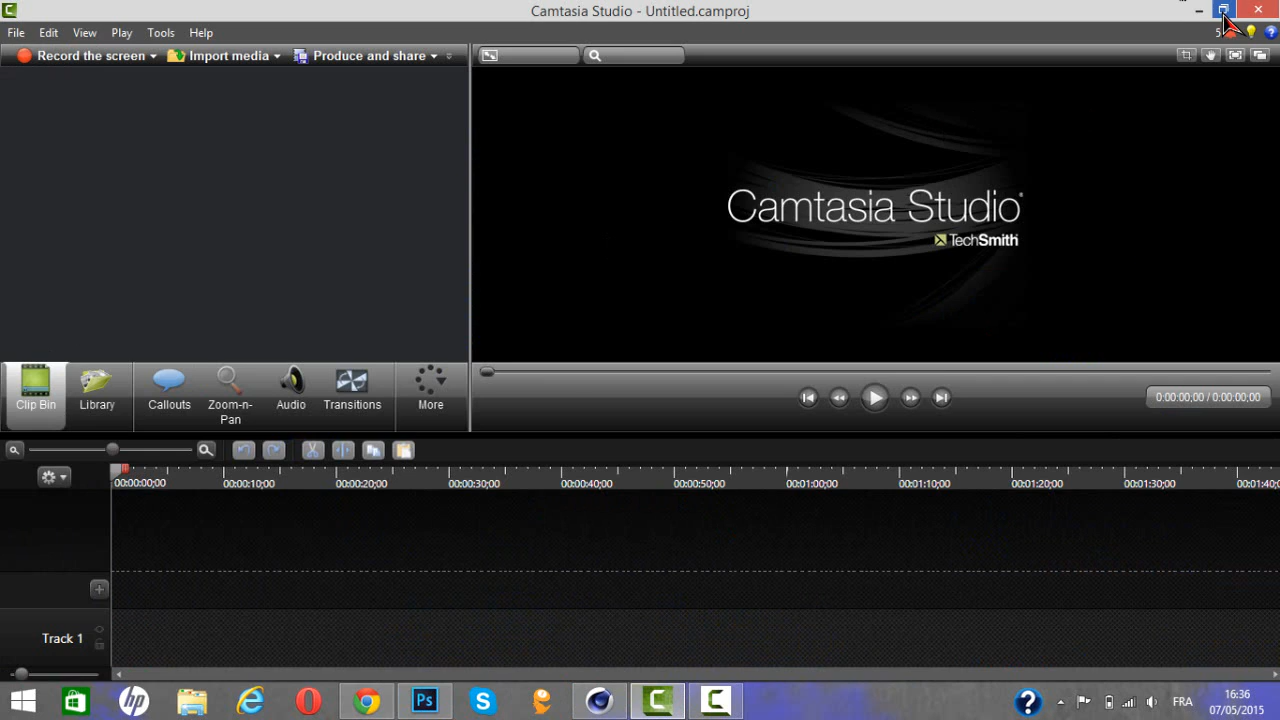 Camtasia Studio - Untitled.camproj
File Edit View Play Tools Help
Record the screen Import media Produce and share
Camtasia Studio®
TechSmith
Clip Bin
Library
Callouts
Zoom-n-Pan
Audio
Transitions
More
0:00:00;00 / 0:00:00;00
00:00:00;00 00:00:10;00 00:00:20;00 00:00:30;00 00:00:40;00 00:00:50;00 00:01:00;00 00:01:10;00 00:01:20;00 00:01:30;00 00:01:40;0
Track 1
hp
Ps
FR
16:36
07/05/2015